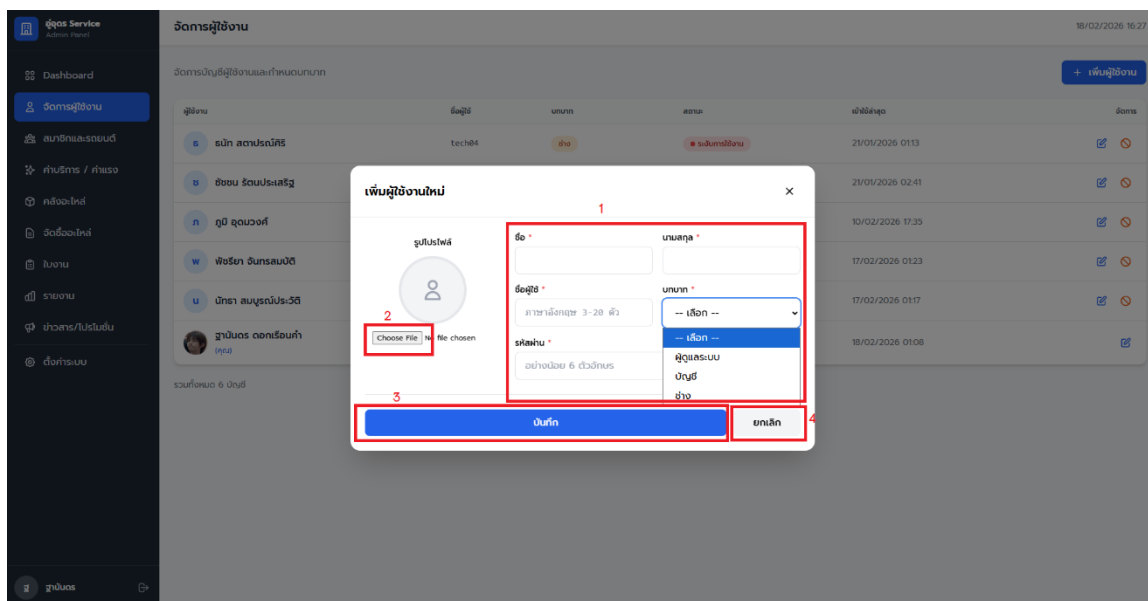 อู่ฉุดร Service
Admin Panel
จัดการผู้ใช้งาน
18/02/2026 16:27
Dashboard
จัดการผู้ใช้งาน
สมาชิกและรถยนต์
ค่าบริการ / ค่าแรง
คลังอะไหล่
จัดซื้ออะไหล่
ใบงาน
รายงาน
ข่าวสาร/โปรโมชั่น
ตั้งค่าระบบ
จัดการบัญชีผู้ใช้งานและกำหนดบทบาท
+ เพิ่มผู้ใช้งาน
ผู้ใช้งาน ชื่อผู้ใช้ บทบาท สถานะ เข้าใช้ล่าสุด จัดการ
ธ ธนัท สถาปรณ์ศิริ tech04 ช่าง ระงับการใช้งาน 21/01/2026 01:13
ช ชัชชน รัตนประเสริฐ 21/01/2026 02:41
ภ ภูมิ อุดมวงศ์ 10/02/2026 17:35
พ พัชริยา จันทรสมบัติ 17/02/2026 01:23
น นัทธา สมบูรณ์ประวัติ 17/02/2026 01:17
ฐานันดร ดอกเรือนคำ 18/02/2026 01:08
(คุณ)
รวมทั้งหมด 6 บัญชี
เพิ่มผู้ใช้งานใหม่ ×
1
รูปโปรไฟล์
ชื่อ * นามสกุล *
ชื่อผู้ใช้ * บทบาท *
ภาษาอังกฤษ 3-20 ตัว -- เลือก --
2
Choose File No file chosen
รหัสผ่าน *
อย่างน้อย 6 ตัวอักษร
-- เลือก --
ผู้ดูแลระบบ
บัญชี
ช่าง
3
บันทึก ยกเลิก 4
ฐ ฐานันดร